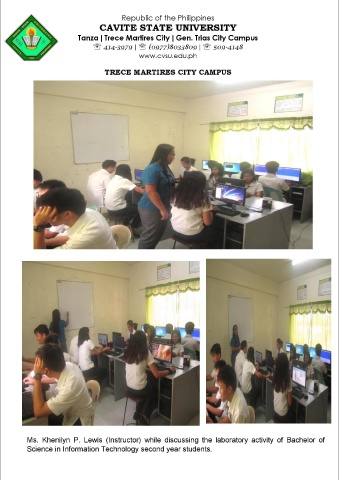 Republic of the Philippines
CAVITE STATE UNIVERSITY
Tanza | Trece Martires City | Gen. Trias City Campus
☏ 414-3979 | ☏ (0977)8033809 | ☏ 509-4148
www.cvsu.edu.ph
TRECE MARTIRES CITY CAMPUS
Ms. Khenilyn P. Lewis (Instructor) while discussing the laboratory activity of Bachelor of
Science in Information Technology second year students.